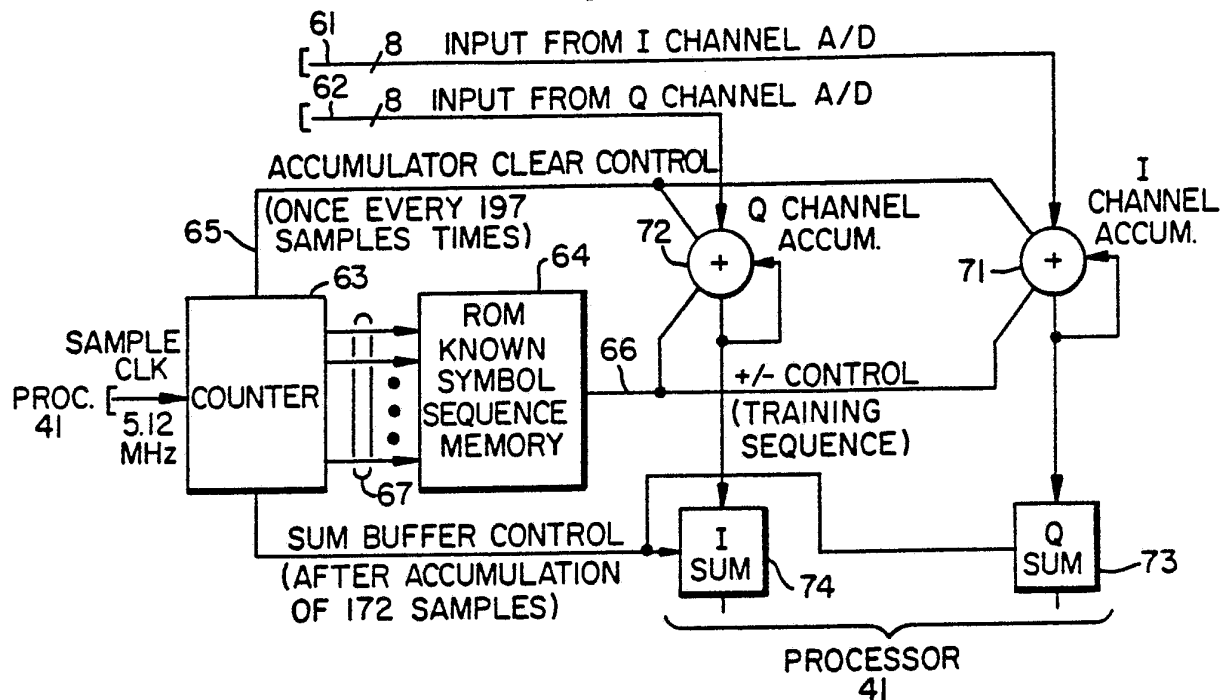 61
8 INPUT FROM I CHANNEL A/D
62
8 INPUT FROM Q CHANNEL A/D
ACCUMULATOR CLEAR CONTROL
(ONCE EVERY 197
SAMPLES TIMES)
65
72
Q CHANNEL
ACCUM.
+
I
CHANNEL
ACCUM.
71
+
63
64
SAMPLE
CLK
PROC.
41
5.12
MHz
COUNTER
67
ROM
KNOWN
SYMBOL
SEQUENCE
MEMORY
66
+/- CONTROL
(TRAINING
SEQUENCE)
SUM BUFFER CONTROL
(AFTER ACCUMULATION
OF 172 SAMPLES)
I
SUM
74
Q
SUM
73
PROCESSOR
41